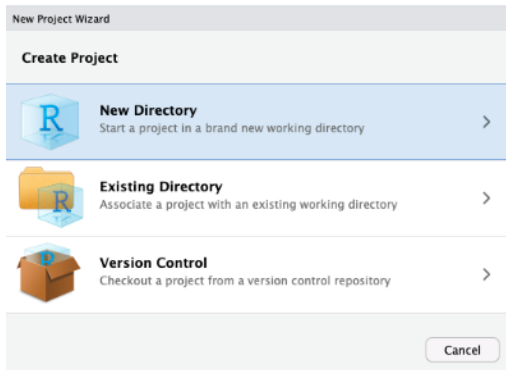 New Project Wizard
Create Project
R
New Directory
Start a project in a brand new working directory
R
Existing Directory
Associate a project with an existing working directory
R
Version Control
Checkout a project from a version control repository
Cancel